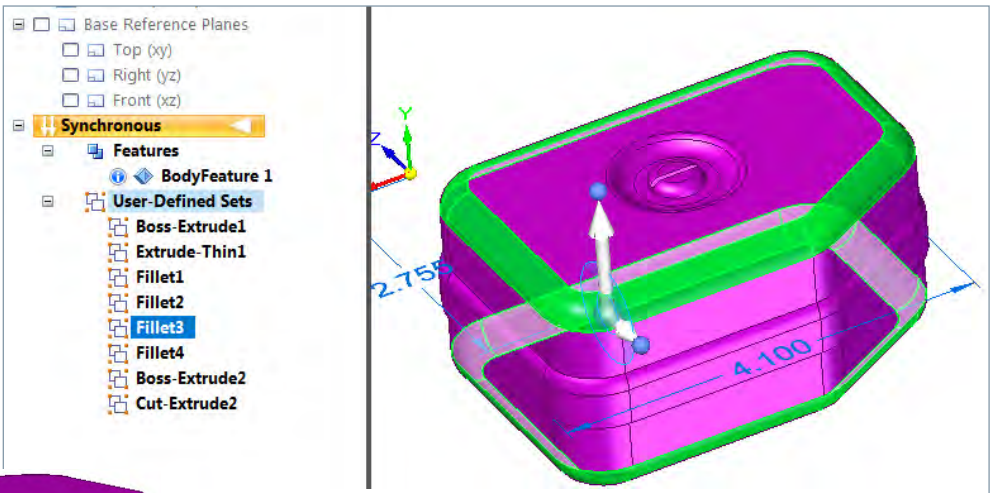 Base Reference Planes
Top (xy)
Right (yz)
Front (xz)
Synchronous
Features
BodyFeature 1
User-Defined Sets
Boss-Extrude1
Extrude-Thin1
Fillet1
Fillet2
Fillet3
Fillet4
Boss-Extrude2
Cut-Extrude2
Y
Z
2.755
4.100